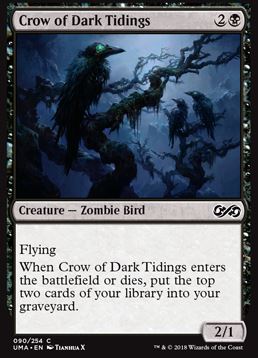 Crow of Dark Tidings 2
Creature — Zombie Bird
Flying
When Crow of Dark Tidings enters
the battlefield or dies, put the top
two cards of your library into your
graveyard.
2/1
090/254 C
UMA • EN Tianhua X
™ & © 2018 Wizards of the Coast